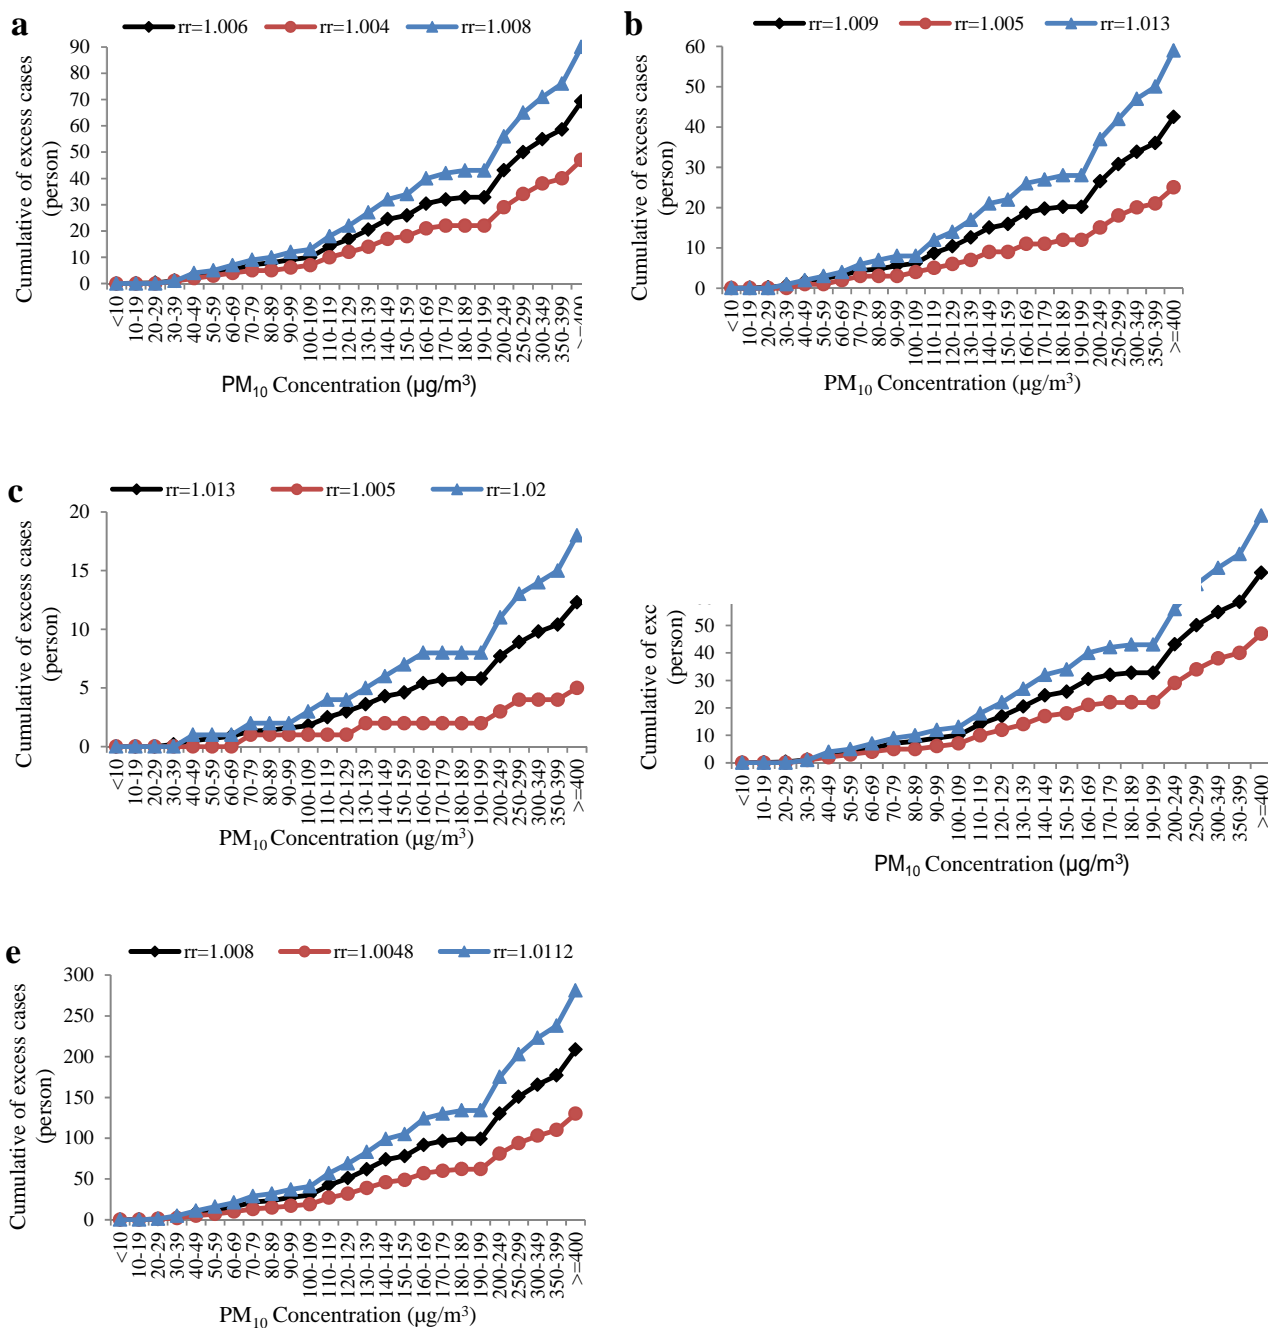 a
rr=1.006 rr=1.004 rr=1.008
Cumulative of excess cases
(person)
90
80
70
60
50
40
30
20
10
0
<10 10-19 20-29 30-39 40-49 50-59 60-69 70-79 80-89 90-99 100-109 110-119 120-129 130-139 140-149 150-159 160-169 170-179 180-189 190-199 200-249 250-299 300-349 350-399 >=400
PM10 Concentration (µg/m3)
b
rr=1.009 rr=1.005 rr=1.013
Cumulative of excess cases
(person)
60
50
40
30
20
10
0
<10 10-19 20-29 30-39 40-49 50-59 60-69 70-79 80-89 90-99 100-109 110-119 120-129 130-139 140-149 150-159 160-169 170-179 180-189 190-199 200-249 250-299 300-349 350-399 >=400
PM10 Concentration (µg/m3)
c
rr=1.013 rr=1.005 rr=1.02
Cumulative of excess cases
(person)
20
15
10
5
0
<10 10-19 20-29 30-39 40-49 50-59 60-69 70-79 80-89 90-99 100-109 110-119 120-129 130-139 140-149 150-159 160-169 170-179 180-189 190-199 200-249 250-299 300-349 350-399 >=400
PM10 Concentration (µg/m3)
Cumulative of exc
(person)
50
40
30
20
10
0
<10 10-19 20-29 30-39 40-49 50-59 60-69 70-79 80-89 90-99 100-109 110-119 120-129 130-139 140-149 150-159 160-169 170-179 180-189 190-199 200-249 250-299 300-349 350-399 >=400
PM10 Concentration (µg/m3)
e
rr=1.008 rr=1.0048 rr=1.0112
Cumulative of excess cases
(person)
300
250
200
150
100
50
0
<10 10-19 20-29 30-39 40-49 50-59 60-69 70-79 80-89 90-99 100-109 110-119 120-129 130-139 140-149 150-159 160-169 170-179 180-189 190-199 200-249 250-299 300-349 350-399 >=400
PM10 Concentration (µg/m3)